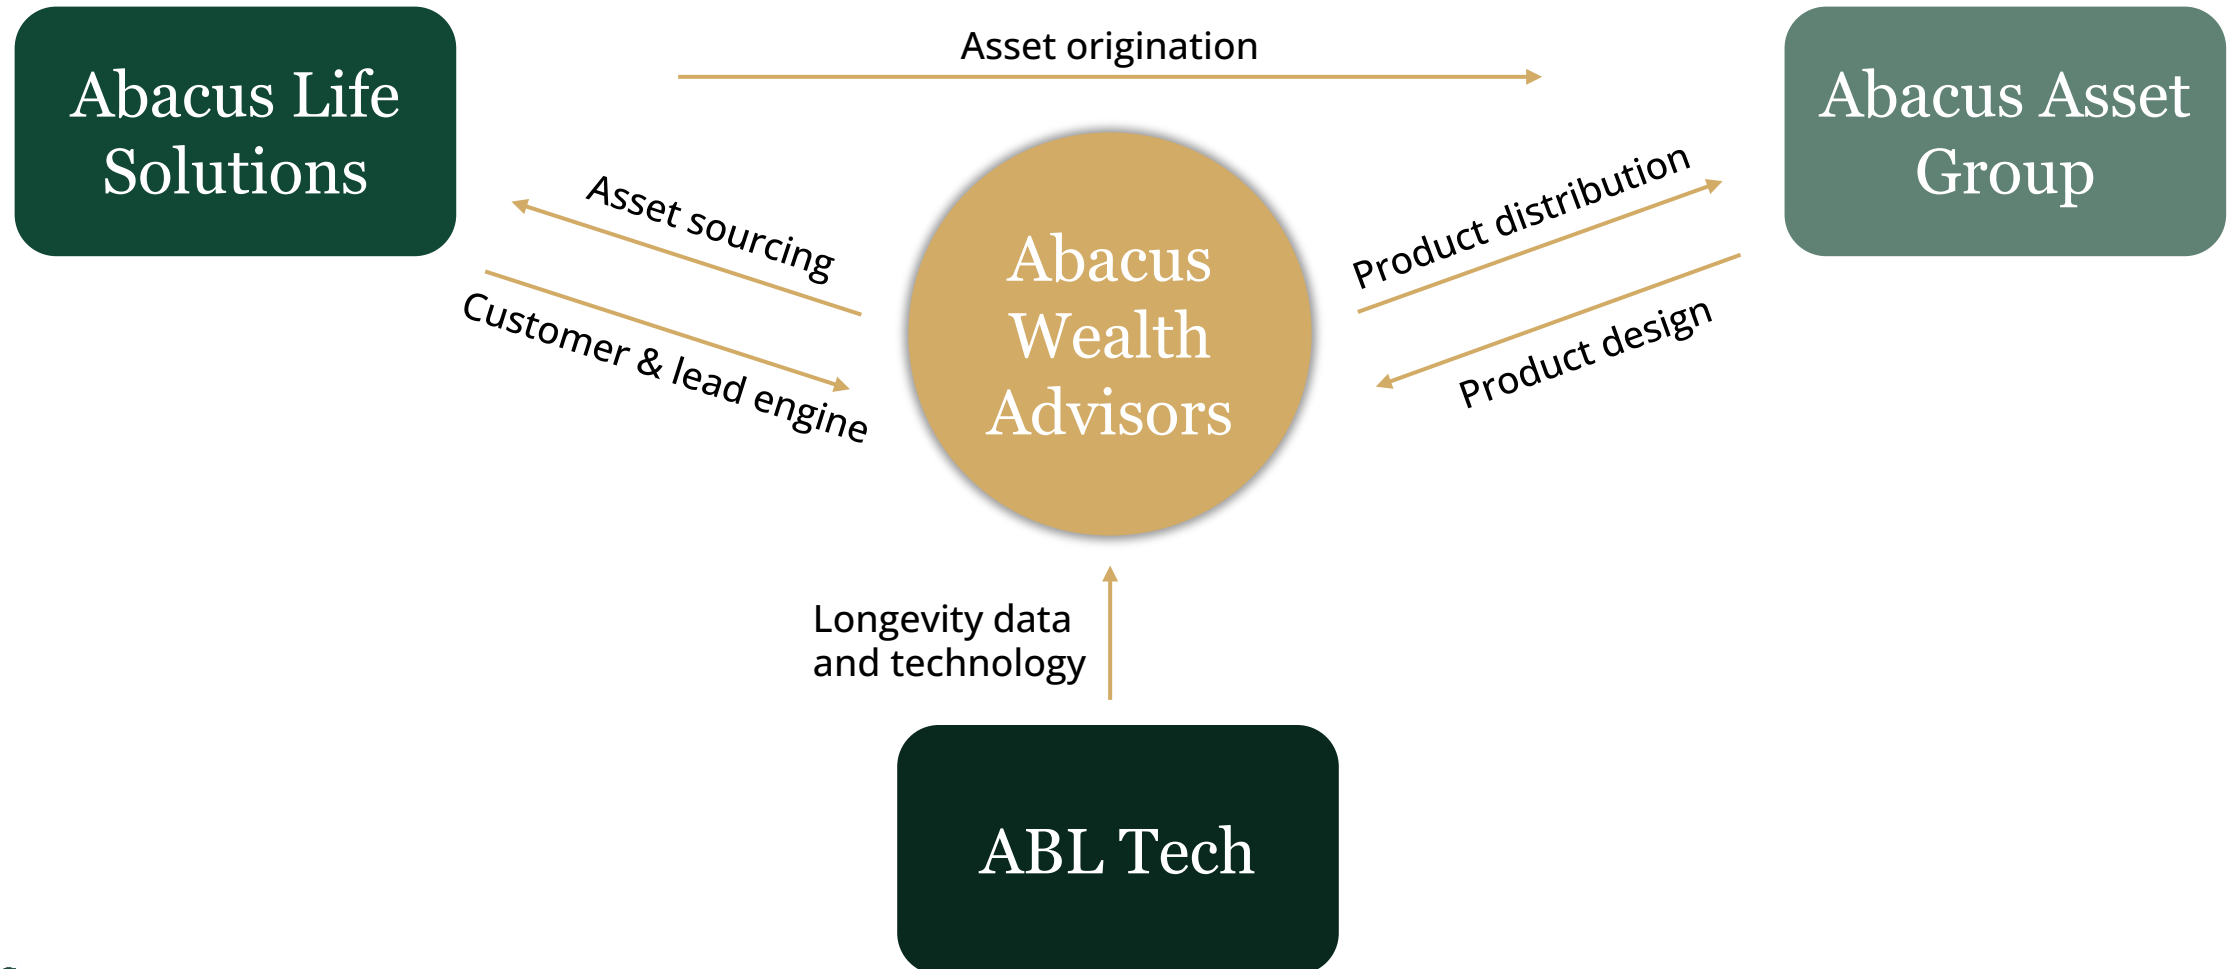 Abacus Life
Solutions
Asset origination
Abacus Asset
Group
Asset sourcing
Customer & lead engine
Abacus
Wealth
Advisors
Product distribution
Product design
Longevity data
and technology
ABL Tech